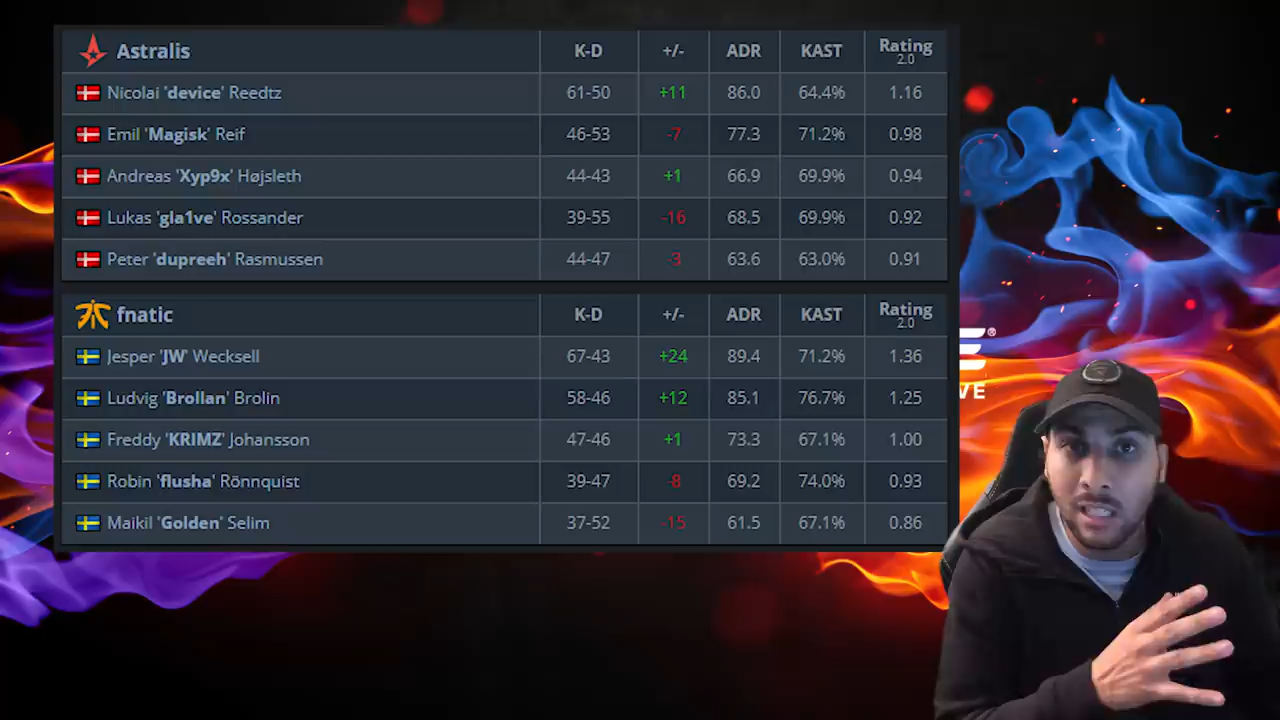 Astralis K-D +/- ADR KAST Rating 2.0
Nicolai 'device' Reedtz 61-50 +11 86.0 64.4% 1.16
Emil 'Magisk' Reif 46-53 -7 77.3 71.2% 0.98
Andreas 'Xyp9x' Højsleth 44-43 +1 66.9 69.9% 0.94
Lukas 'gla1ve' Rossander 39-55 -16 68.5 69.9% 0.92
Peter 'dupreeh' Rasmussen 44-47 -3 63.6 63.0% 0.91
fnatic K-D +/- ADR KAST Rating 2.0
Jesper 'JW' Wecksell 67-43 +24 89.4 71.2% 1.36
Ludvig 'Brollan' Brolin 58-46 +12 85.1 76.7% 1.25
Freddy 'KRIMZ' Johansson 47-46 +1 73.3 67.1% 1.00
Robin 'flusha' Rönnquist 39-47 -8 69.2 74.0% 0.93
Maikil 'Golden' Selim 37-52 -15 61.5 67.1% 0.86